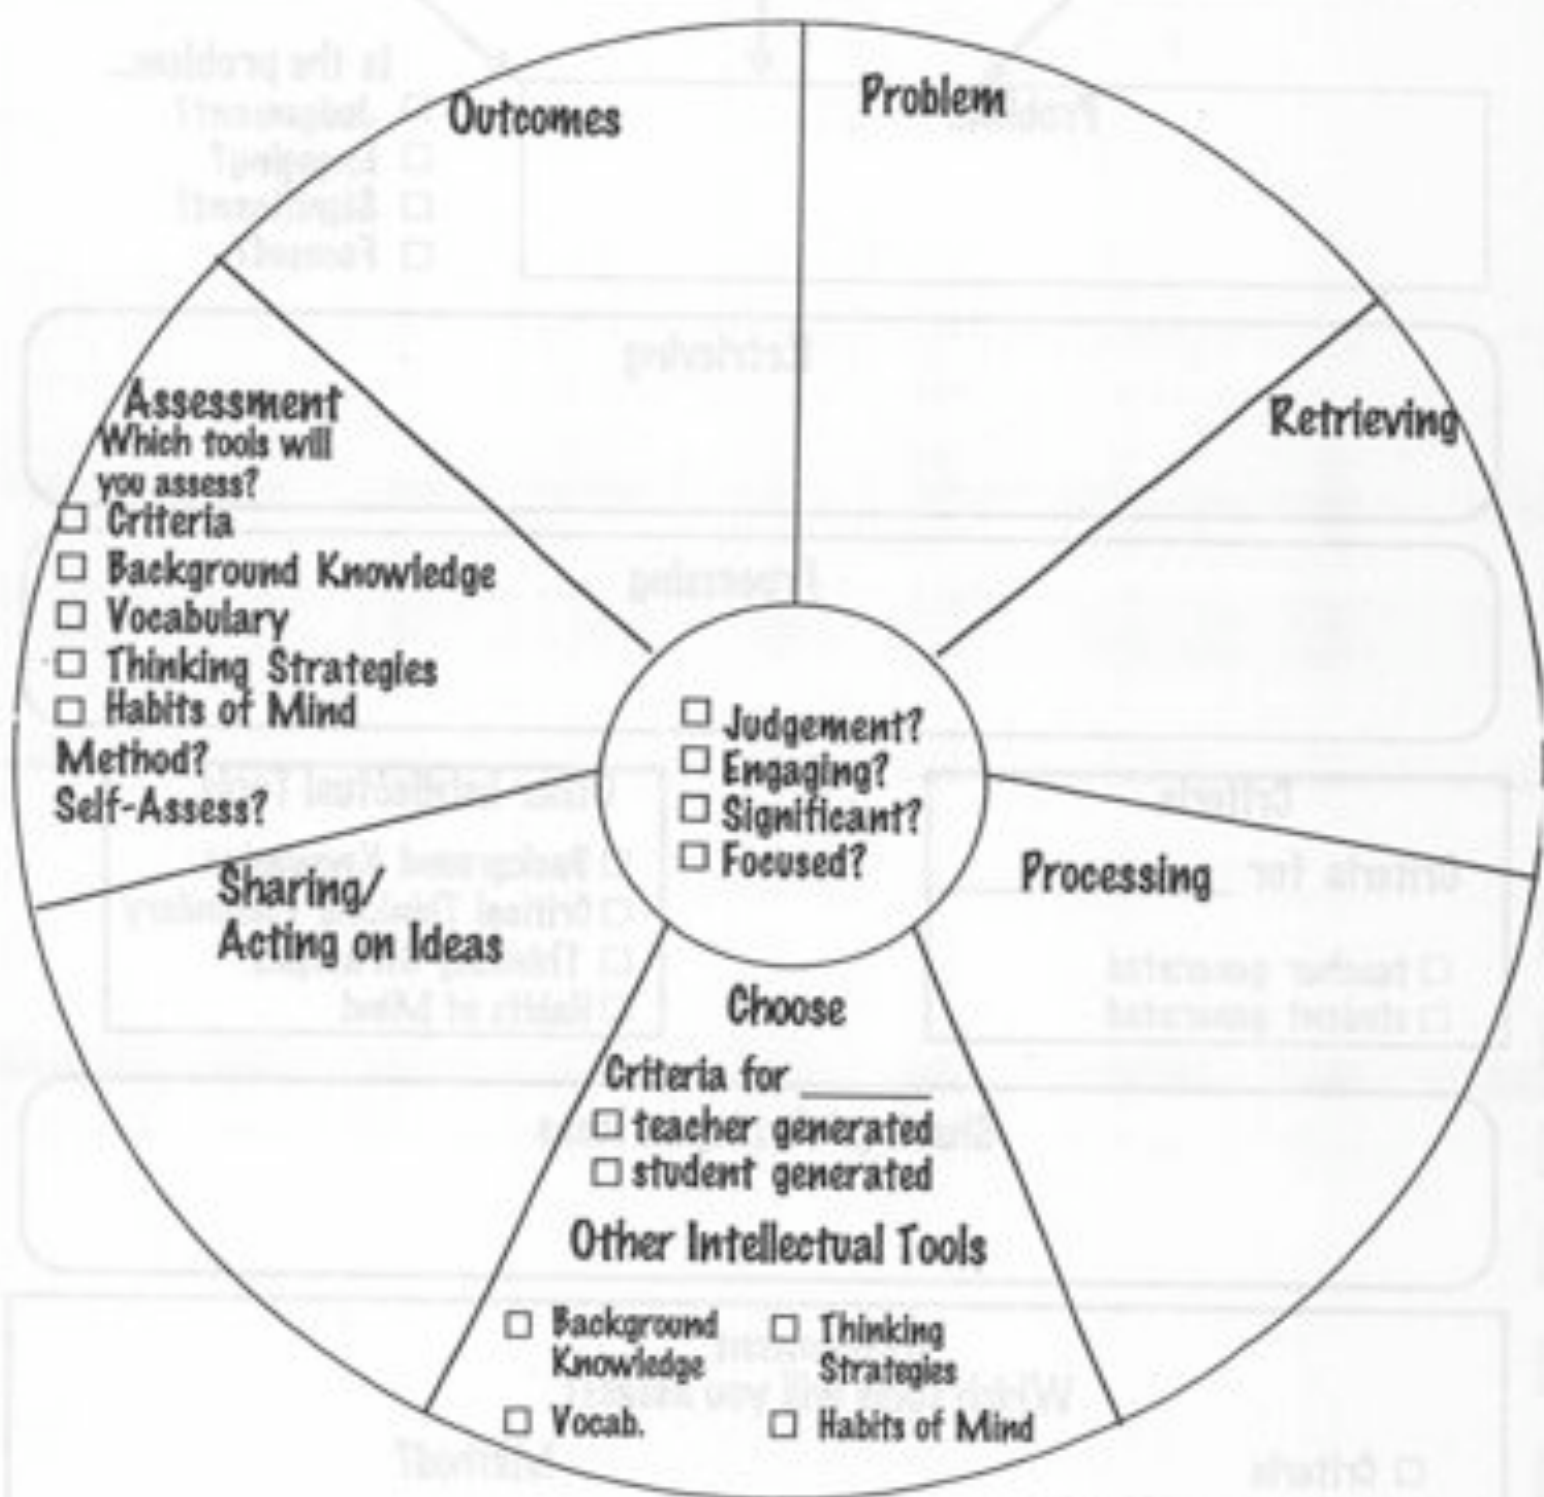 Outcomes
Problem
Retrieving
Assessment
Which tools will
you assess?
☐ Criteria
☐ Background Knowledge
☐ Vocabulary
☐ Thinking Strategies
☐ Habits of Mind
Method?
Self-Assess?
☐ Judgement?
☐ Engaging?
☐ Significant?
☐ Focused?
Processing
Sharing/
Acting on Ideas
Choose
Criteria for ______
☐ teacher generated
☐ student generated
Other Intellectual Tools
☐ Background
Knowledge
☐ Thinking
Strategies
☐ Vocab.
☐ Habits of Mind